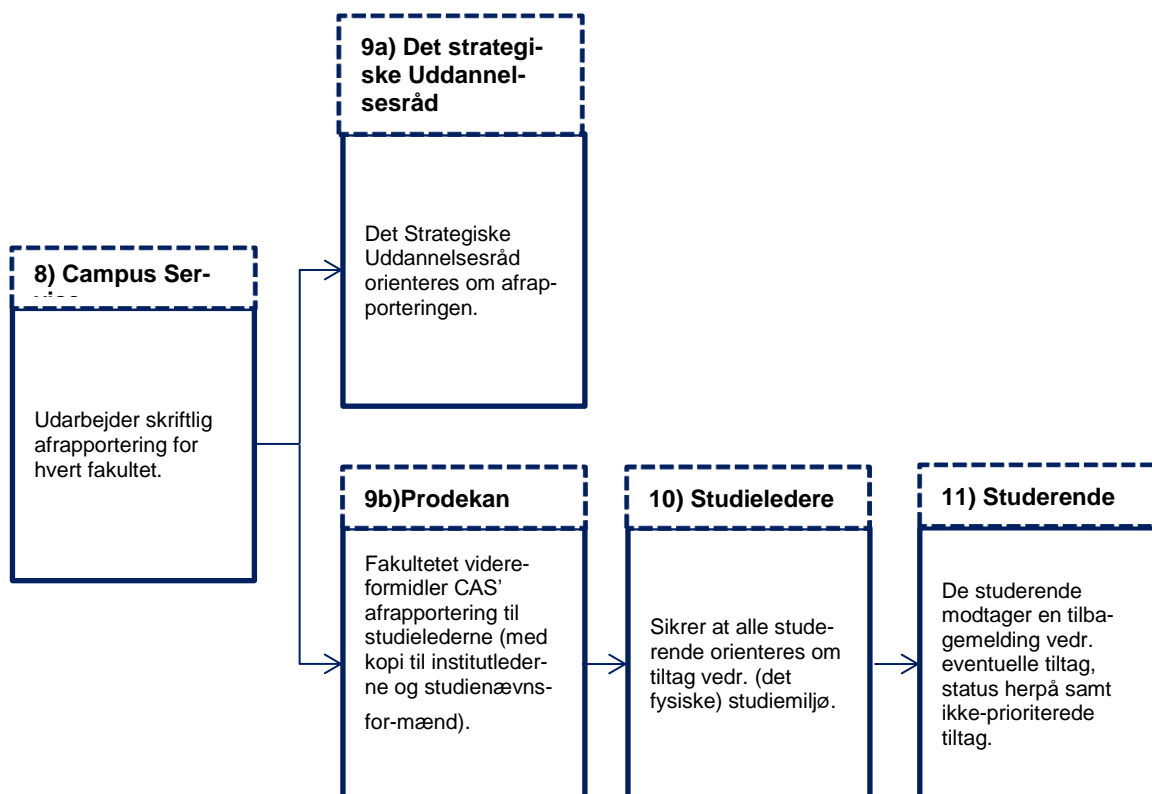 9a) Det strategi-
ske Uddannel-
sesråd
Det Strategiske
Uddannelsesråd
orienteres om afrap-
porteringen.
8) Campus Ser-
Udarbejder skriftlig
afrapportering for
hvert fakultet.
9b)Prodekan
Fakultetet videre-
formidler CAS'
afrapportering til
studielederne (med
kopi til institutleder-
ne og studienævns-
for-mænd).
10) Studieledere
Sikrer at alle stude-
rende orienteres om
tiltag vedr. (det
fysiske) studiemiljø.
11) Studerende
De studerende
modtager en tilba-
gemelding vedr.
eventuelle tiltag,
status herpå samt
ikke-prioriterede
tiltag.